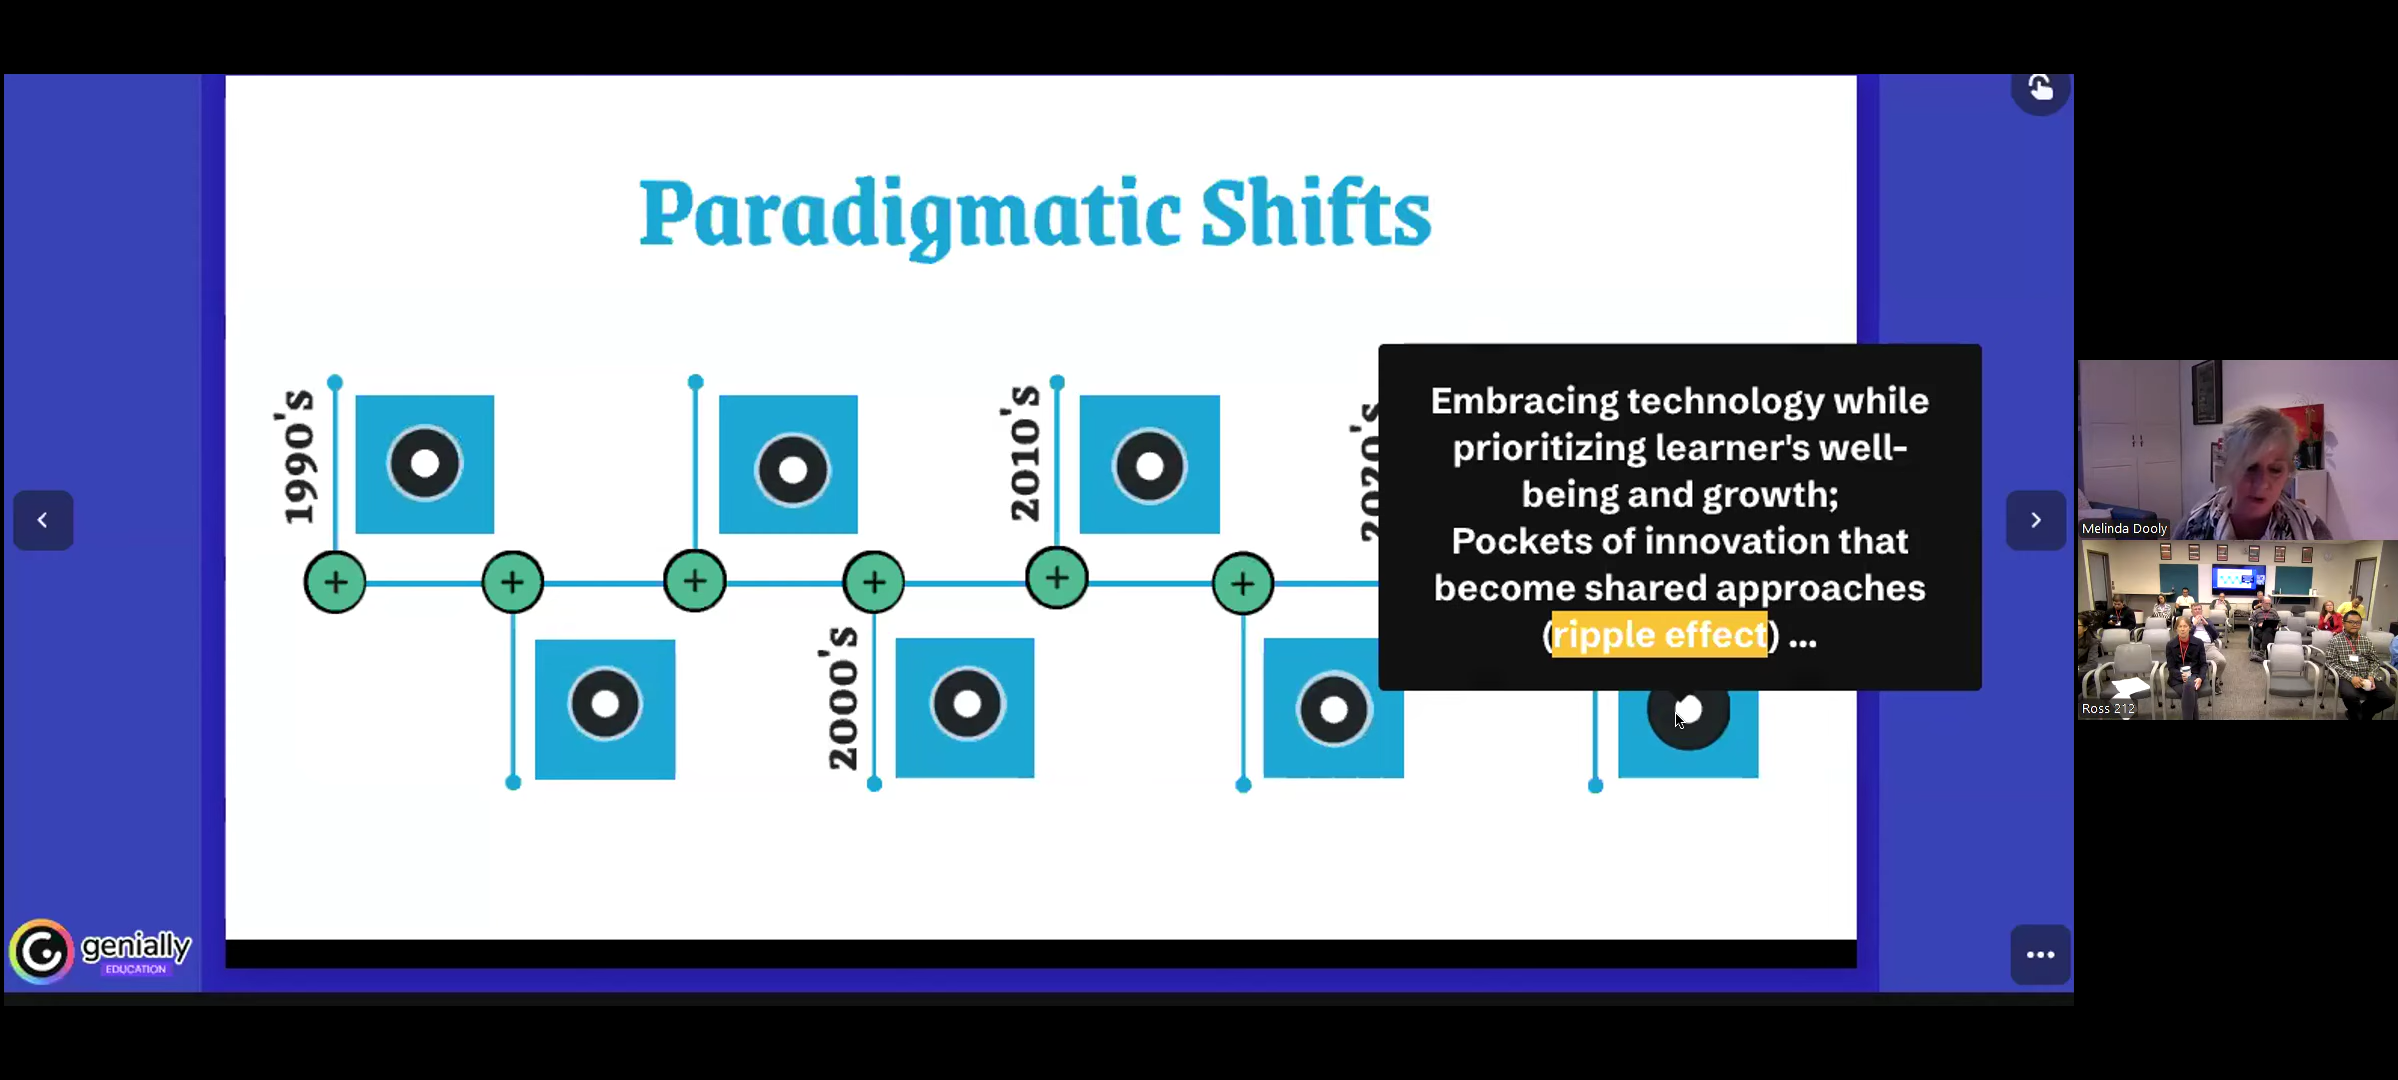 Paradigmatic Shifts
1990's
2000's
2010's
2020's
Embracing technology while
prioritizing learner's well-
being and growth;
Pockets of innovation that
become shared approaches
(ripple effect) ...
genially
EDUCATION
Melinda Dooly
Ross 212